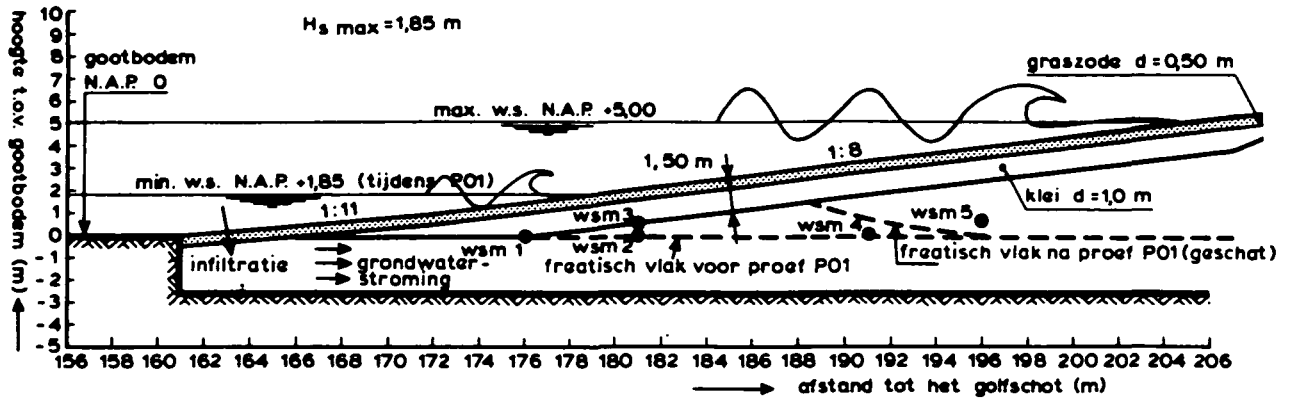 hoogte t.o.v. gootbodem (m)
10
9
8
7
6
5
4
3
2
1
0
-1
-2
-3
-4
-5
Hs max = 1,85 m
gootbodem
N.A.P. 0
graszode d = 0,50 m
max. w.s. N.A.P. +5,00
min. w.s. N.A.P. +1,85 (tijdens P01)
1:11
1,50 m
1:8
klei d = 1,0 m
wsm 3
wsm 5
wsm 1
wsm 2
wsm 4
infiltratie
grondwater-
stroming
freatisch vlak voor proef P01
freatisch vlak na proef P01 (geschat)
156 158 160 162 164 166 168 170 172 174 176 178 180 182 184 186 188 190 192 194 196 198 200 202 204 206
afstand tot het golfschot (m)